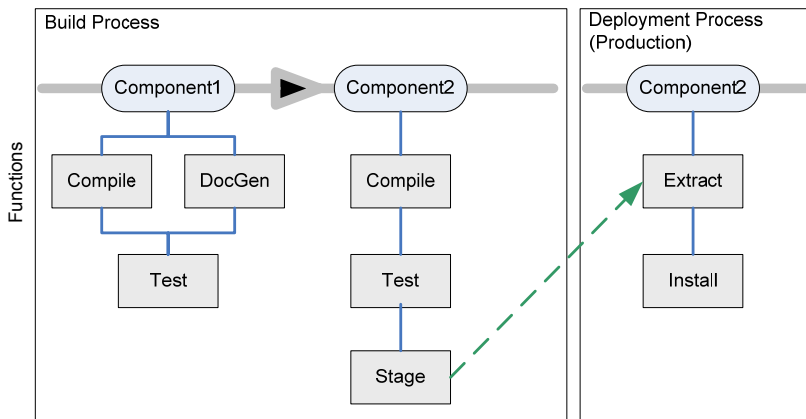 Build Process
Deployment Process
(Production)
Functions
Component1
Component2
Component2
Compile
DocGen
Compile
Extract
Test
Test
Install
Stage